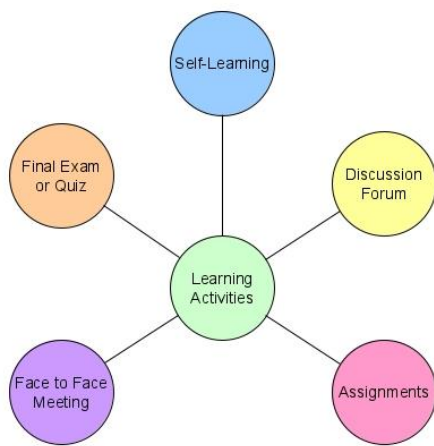 Self-Learning
Final Exam
or Quiz
Discussion
Forum
Learning
Activities
Face to Face
Meeting
Assignments